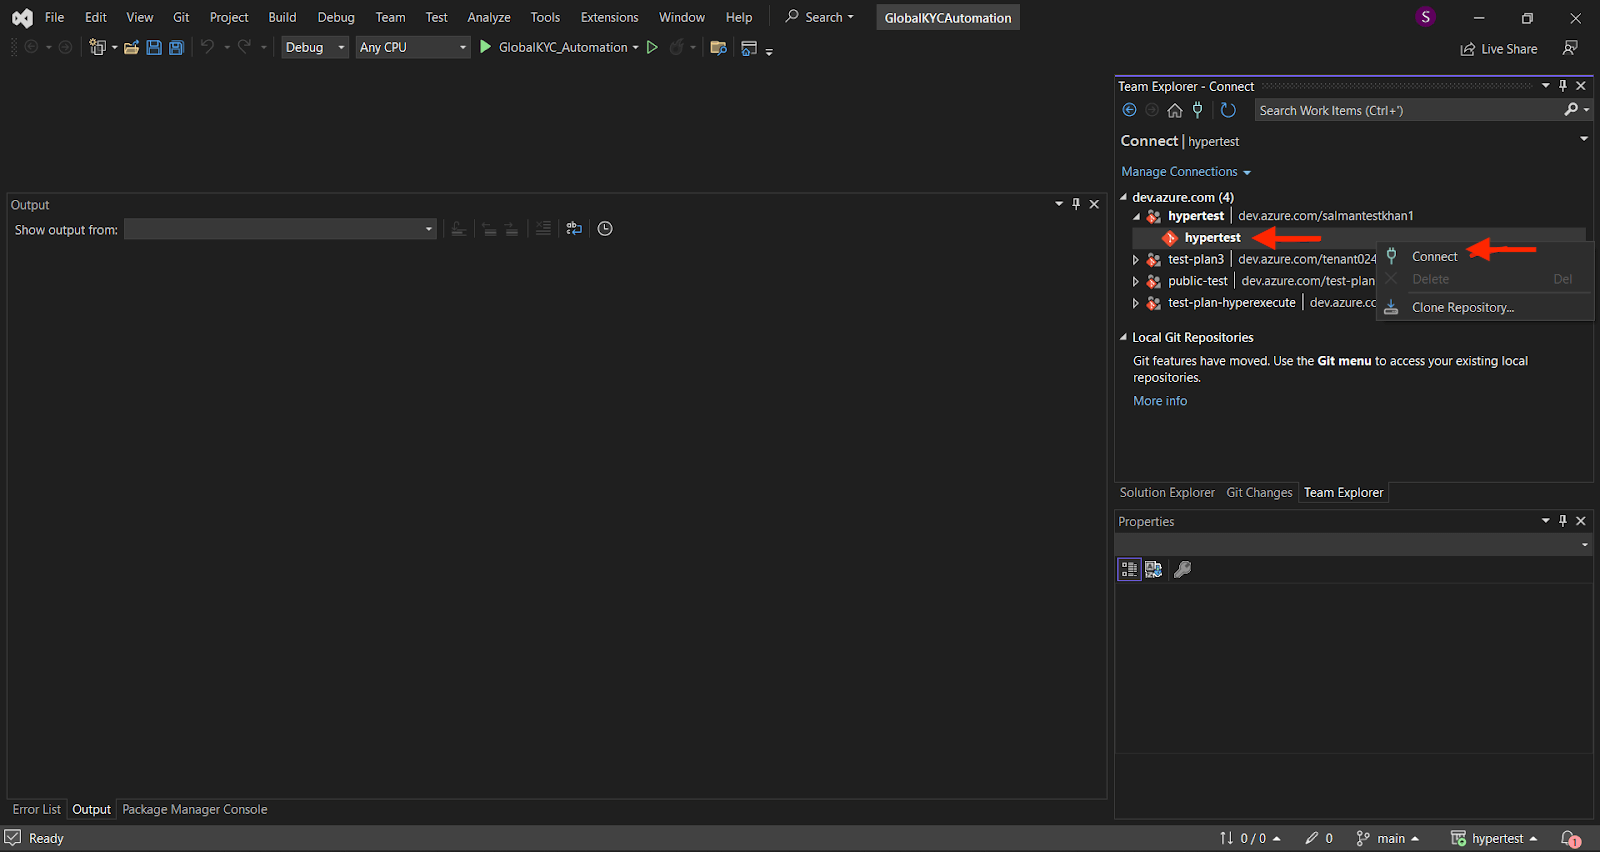 File Edit View Git Project Build Debug Team Test Analyze Tools Extensions Window Help Search GlobalKYCAutomation S
Debug Any CPU GlobalKYC_Automation Live Share
Team Explorer - Connect
Search Work Items (Ctrl+')
Connect | hypertest
Manage Connections
dev.azure.com (4)
hypertest | dev.azure.com/salmantestkhan1
hypertest
test-plan3 | dev.azure.com/tenant024
public-test | dev.azure.com/test-plan
test-plan-hyperexecute | dev.azure.co
Connect
Delete Del
Clone Repository...
Local Git Repositories
Git features have moved. Use the Git menu to access your existing local
repositories.
More info
Solution Explorer Git Changes Team Explorer
Properties
Output
Show output from:
Error List Output Package Manager Console
Ready 0 / 0 0 main hypertest 1